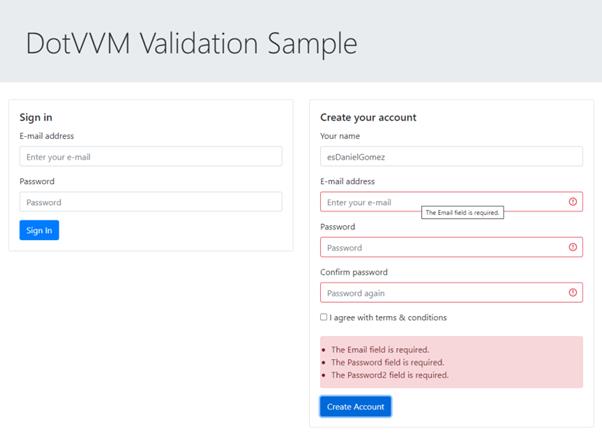 DotVVM Validation Sample
Sign in
E-mail address
Enter your e-mail
Password
Password
Sign In
Create your account
Your name
esDanielGomez
E-mail address
Enter your e-mail
The Email field is required.
Password
Password
Confirm password
Password again
I agree with terms & conditions
The Email field is required.
The Password field is required.
The Password2 field is required.
Create Account